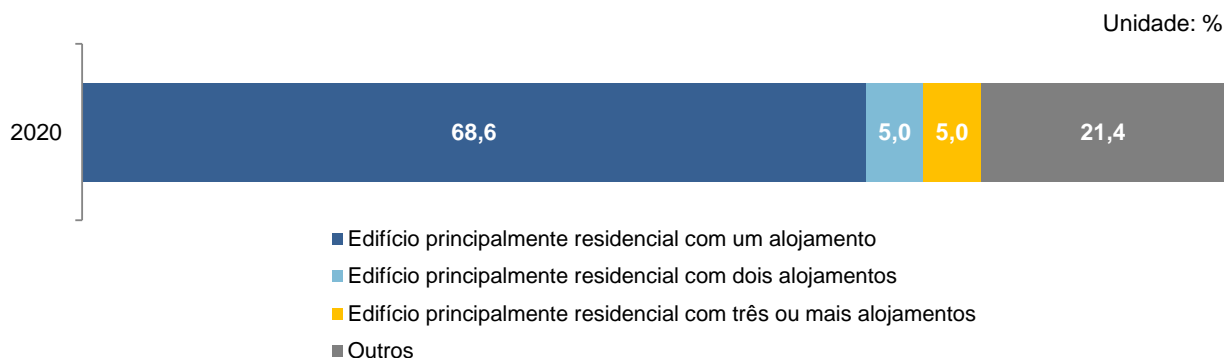 Unidade: %
2020
68,6
5,0
5,0
21,4
Edifício principalmente residencial com um alojamento
Edifício principalmente residencial com dois alojamentos
Edifício principalmente residencial com três ou mais alojamentos
Outros